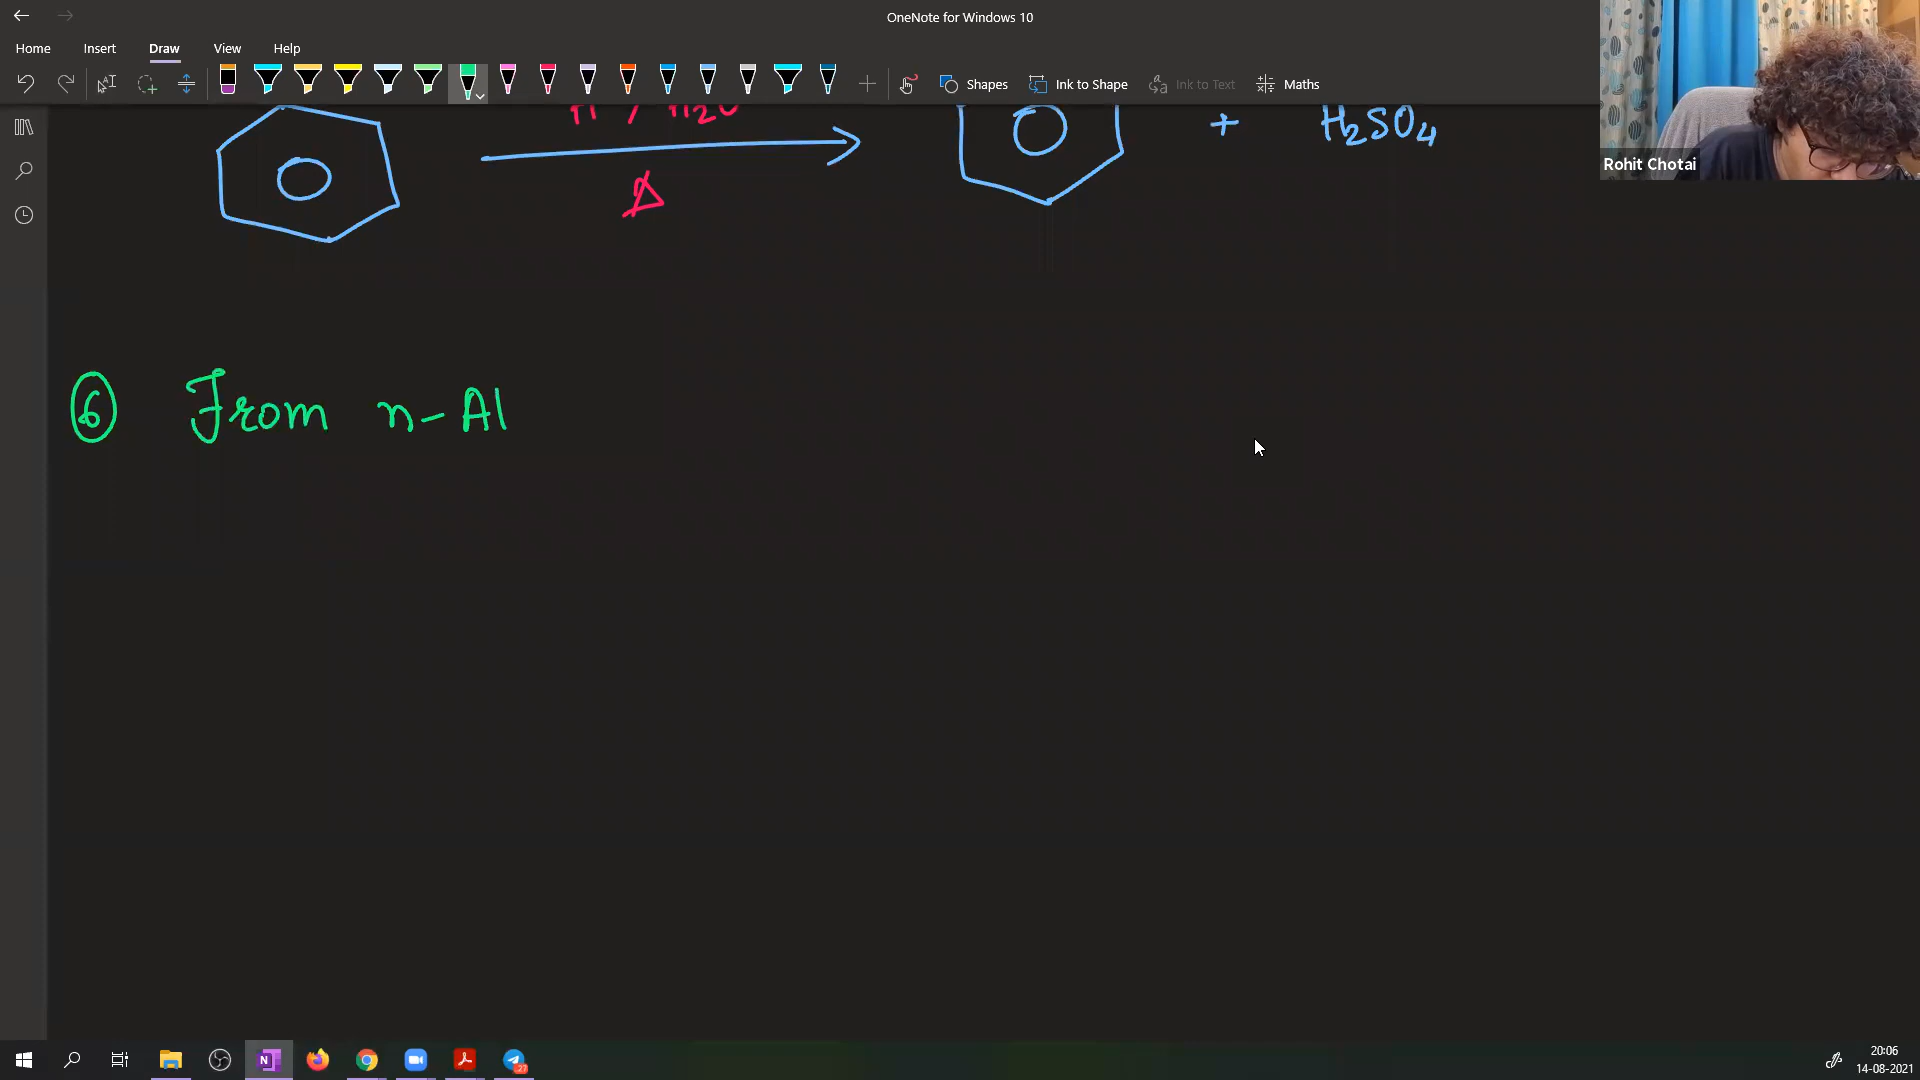 OneNote for Windows 10
Home Insert Draw View Help
Shapes Ink to Shape Ink to Text Maths
Rohit Chotai
+ H2SO4
Δ
6 From n-Al
27
20:06
14-08-2021